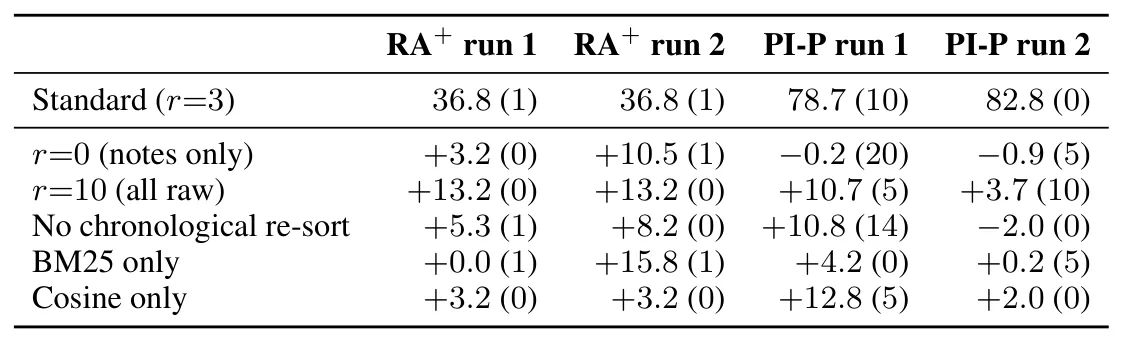 RA+ run 1 RA+ run 2 PI-P run 1 PI-P run 2
Standard (r=3) 36.8 (1) 36.8 (1) 78.7 (10) 82.8 (0)
r=0 (notes only) +3.2 (0) +10.5 (1) −0.2 (20) −0.9 (5)
r=10 (all raw) +13.2 (0) +13.2 (0) +10.7 (5) +3.7 (10)
No chronological re-sort +5.3 (1) +8.2 (0) +10.8 (14) −2.0 (0)
BM25 only +0.0 (1) +15.8 (1) +4.2 (0) +0.2 (5)
Cosine only +3.2 (0) +3.2 (0) +12.8 (5) +2.0 (0)